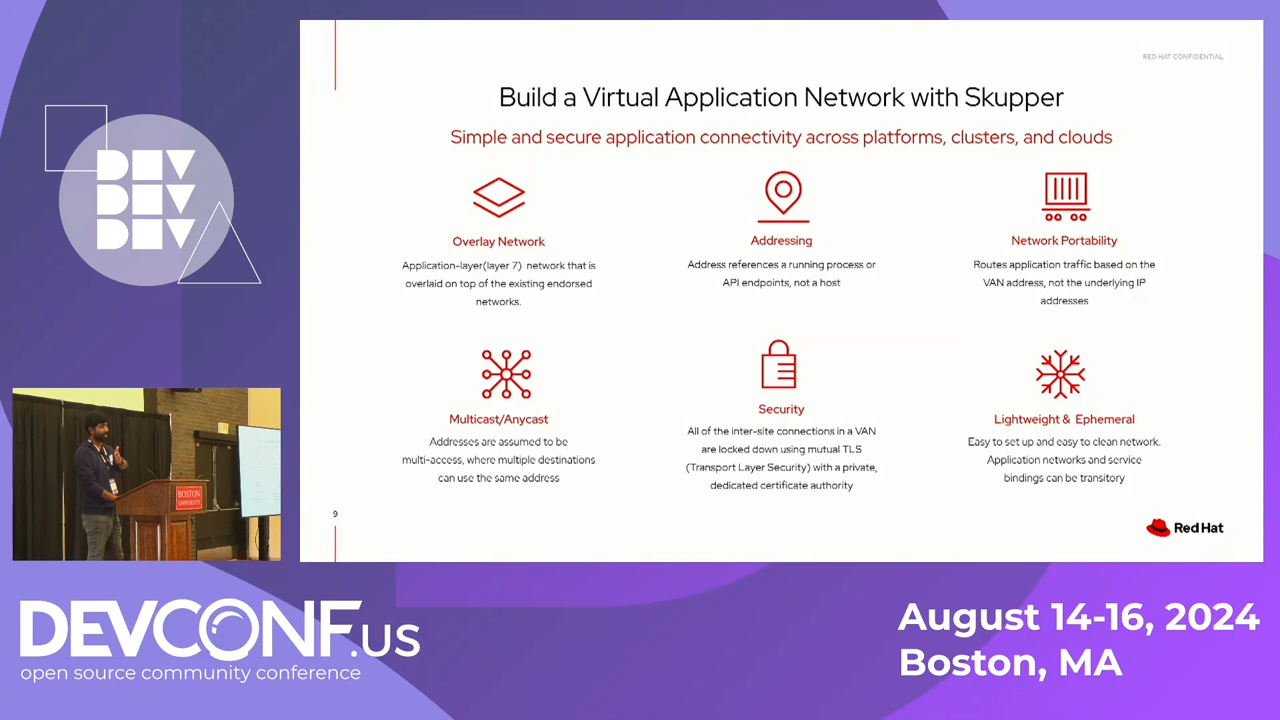 RED HAT CONFIDENTIAL
Build a Virtual Application Network with Skupper
Simple and secure application connectivity across platforms, clusters, and clouds
Overlay Network
Application-layer(layer 7) network that is
overlaid on top of the existing endorsed
networks.
Addressing
Address references a running process or
API endpoints, not a host
Network Portability
Routes application traffic based on the
VAN address, not the underlying IP
addresses
Multicast/Anycast
Addresses are assumed to be
multi-access, where multiple destinations
can use the same address
Security
All of the inter-site connections in a VAN
are locked down using mutual TLS
(Transport Layer Security) with a private,
dedicated certificate authority
Lightweight & Ephemeral
Easy to set up and easy to clean network.
Application networks and service
bindings can be transitory
9
Red Hat
DEV
DEV
DEV
BOSTON
UNIVERSITY
DEVCONF.US
open source community conference
August 14-16, 2024
Boston, MA